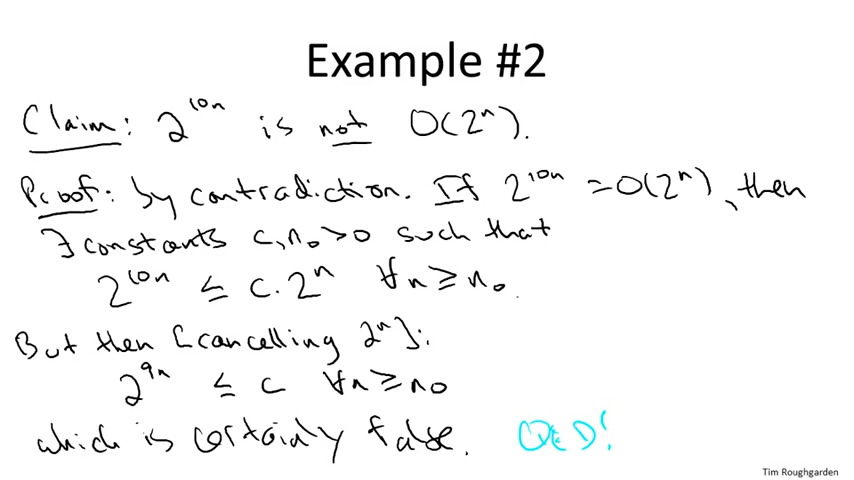 Example #2
Claim: 2^{10n} is not O(2^n).
Proof: by contradiction. If 2^{10n} = O(2^n), then
∃ constants c, n₀ > 0 such that
2^{10n} ≤ c·2^n ∀n ≥ n₀.
But then [cancelling 2^n]:
2^{9n} ≤ c ∀n ≥ n₀
which is certainly false. QED!
Tim Roughgarden